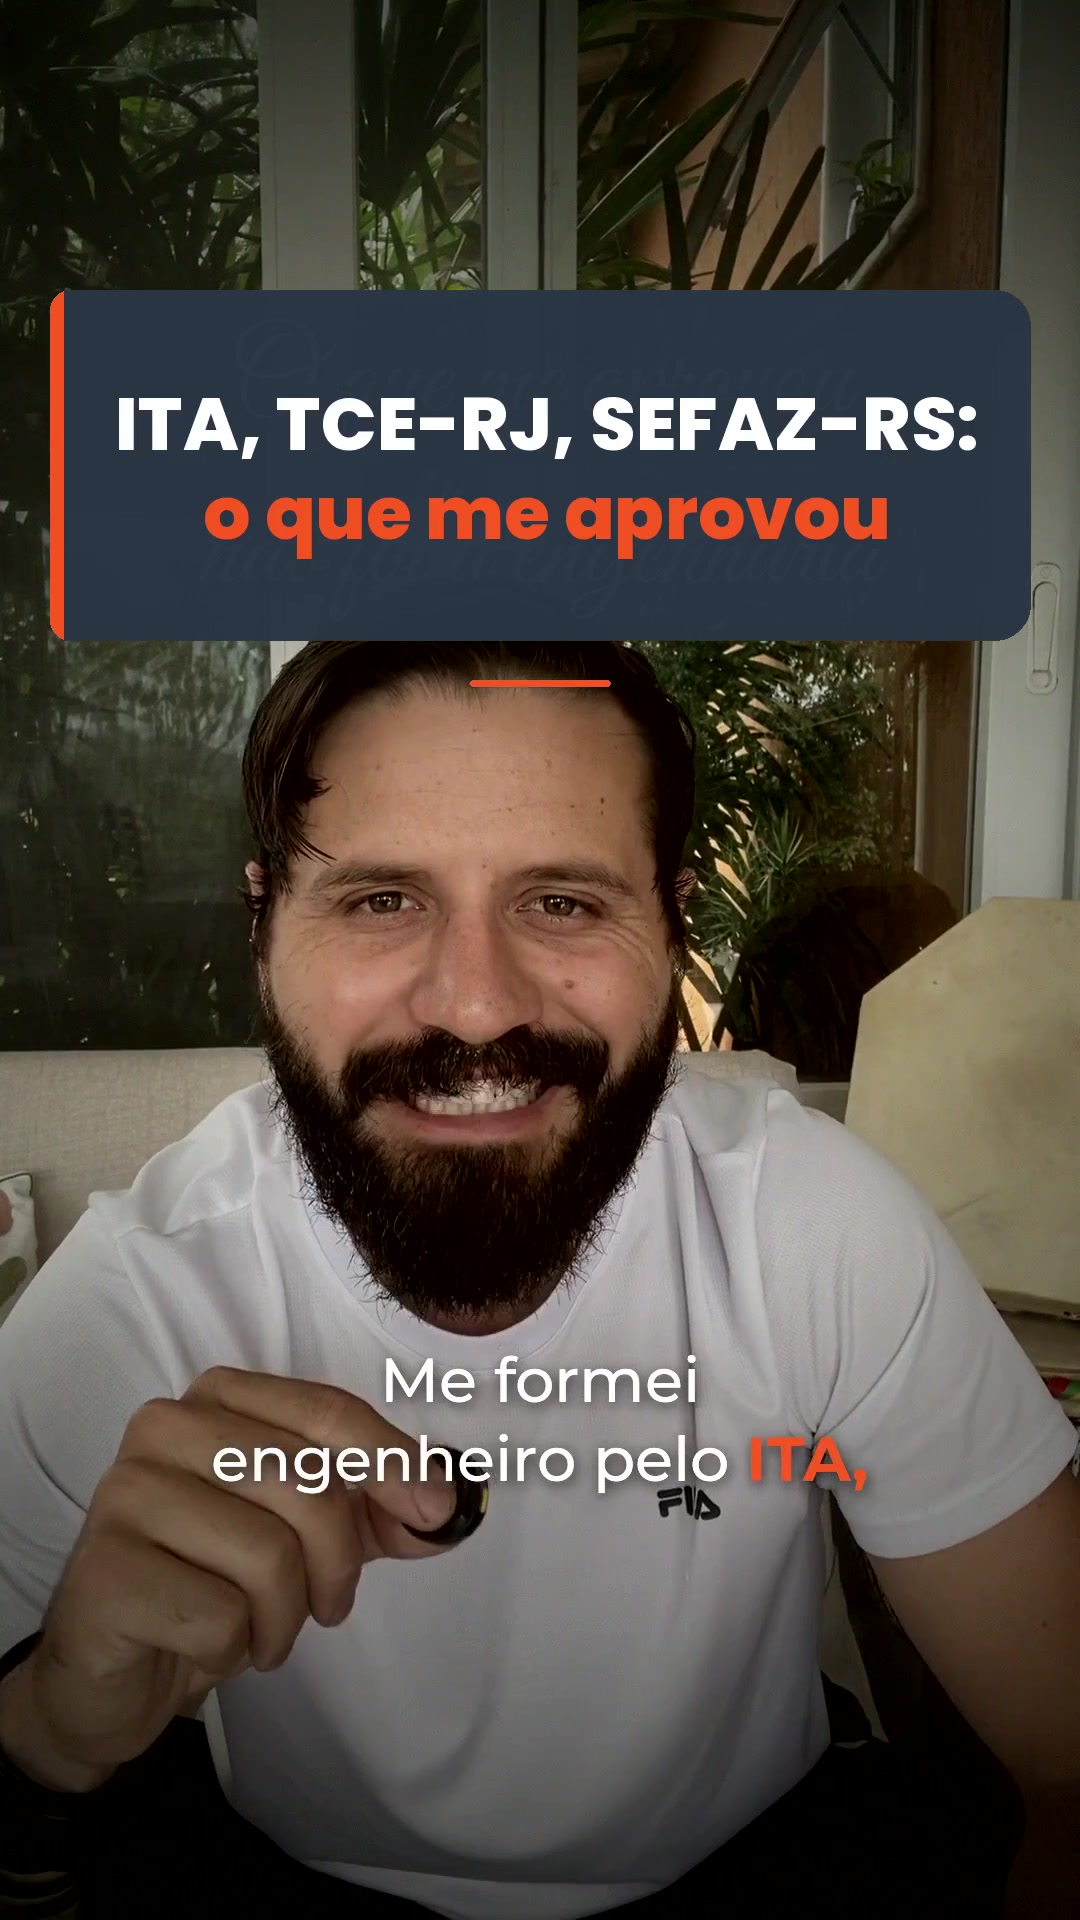 ITA, TCE-RJ, SEFAZ-RS:
o que me aprovou
Me formei
engenheiro pelo ITA,
FILA